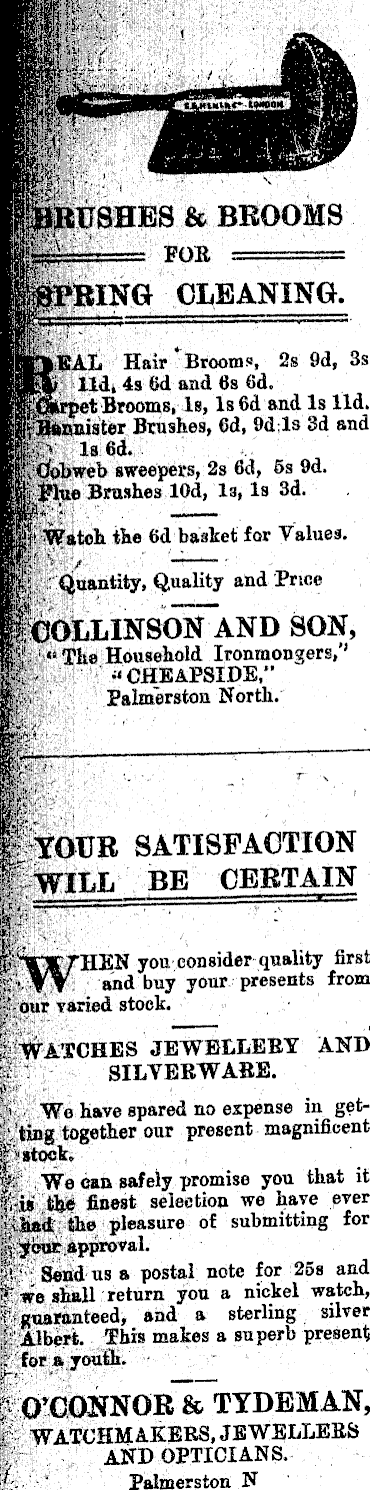 BRUSHES & BROOMS
FOR
SPRING CLEANING.
REAL Hair Brooms, 2s 9d, 3s
11d, 4s 6d and 6s 6d.
Carpet Brooms, 1s, 1s 6d and 1s 11d.
Bannister Brushes, 6d, 9d 1s 3d and
1s 6d.
Cobweb sweepers, 2s 6d, 5s 9d.
Flue Brushes 10d, 1s, 1s 3d.
Watch the 6d basket for Values.
Quantity, Quality and Price
COLLINSON AND SON,
"The Household Ironmongers,"
"CHEAPSIDE,"
Palmerston North.
YOUR SATISFACTION
WILL BE CERTAIN
WHEN you consider quality first
and buy your presents from
our varied stock.
WATCHES JEWELLERY AND
SILVERWARE.
We have spared no expense in get-
ting together our present magnificent
stock.
We can safely promise you that it
is the finest selection we have ever
had the pleasure of submitting for
your approval.
Send us a postal note for 25s and
we shall return you a nickel watch,
guaranteed, and a sterling silver
Albert. This makes a superb present
for a youth.
O'CONNOR & TYDEMAN,
WATCHMAKERS, JEWELLERS
AND OPTICIANS.
Palmerston N